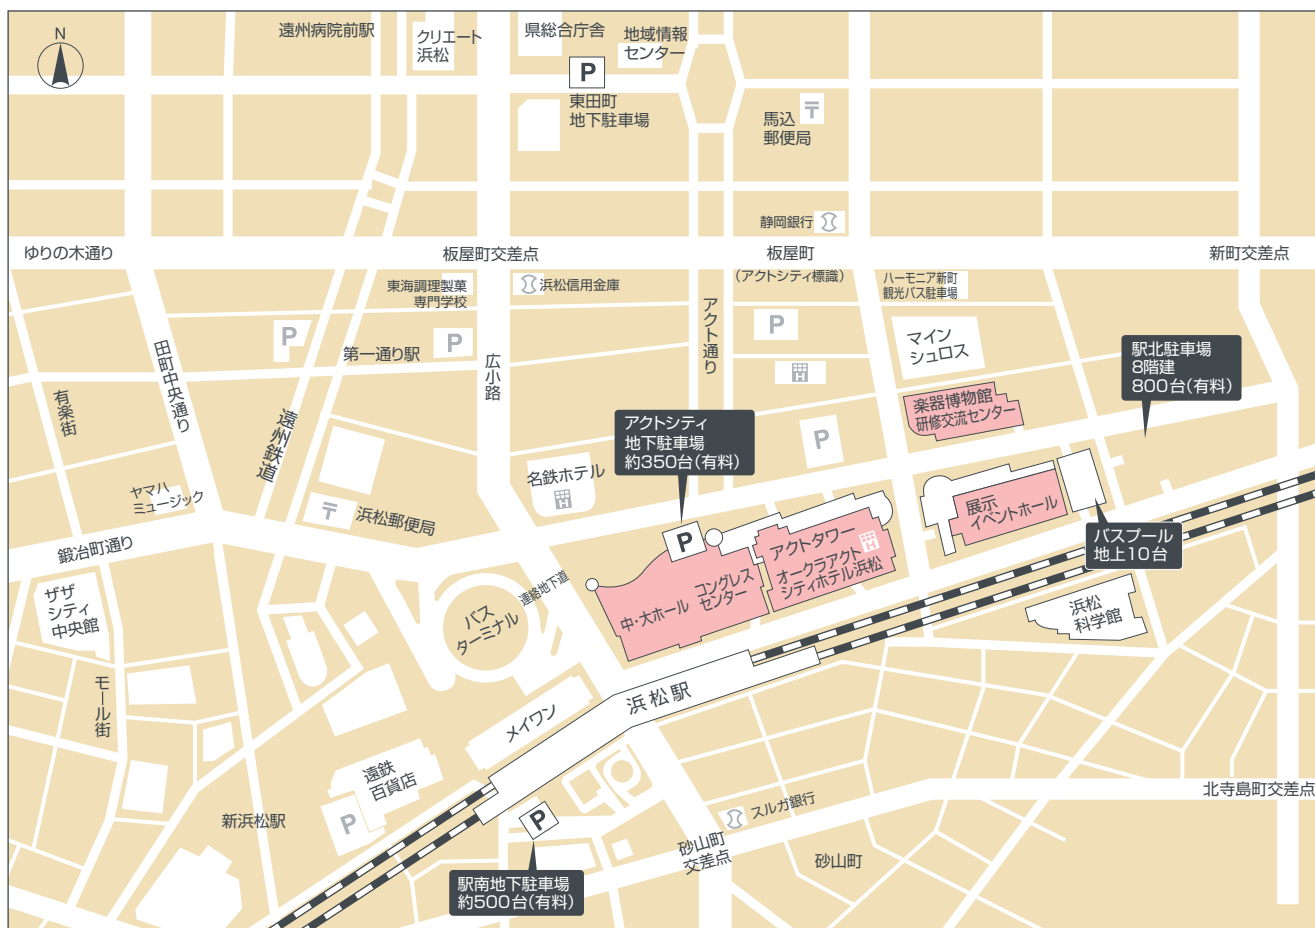 N
遠州病院前駅
クリエート
浜松
県総合庁舎
地域情報
センター
P
東田町
地下駐車場
馬込
郵便局
静岡銀行
ゆりの木通り
板屋町交差点
板屋町
(アクトシティ標識)
新町交差点
東海調理製菓
専門学校
浜松信用金庫
ハーモニア新町
観光バス駐車場
アクト通り
P
P
P
第一通り駅
広小路
田町中央通り
有楽街
遠州鉄道
マイン
シュロス
H
駅北駐車場
8階建
800台(有料)
楽器博物館
研修交流センター
アクトシティ
地下駐車場
約350台(有料)
P
名鉄ホテル
H
ヤマハ
ミュージック
浜松郵便局
鍛冶町通り
展示
イベントホール
バスプール
地上10台
P
アクトタワー
オークラアクト
シティホテル浜松
H
コングレス
センター
中・大ホール
連絡地下道
バス
ターミナル
ザザ
シティ
中央館
浜松
科学館
モール街
浜松駅
メイワン
遠鉄
百貨店
P
新浜松駅
P
駅南地下駐車場
約500台(有料)
スルガ銀行
砂山町
交差点
砂山町
北寺島町交差点